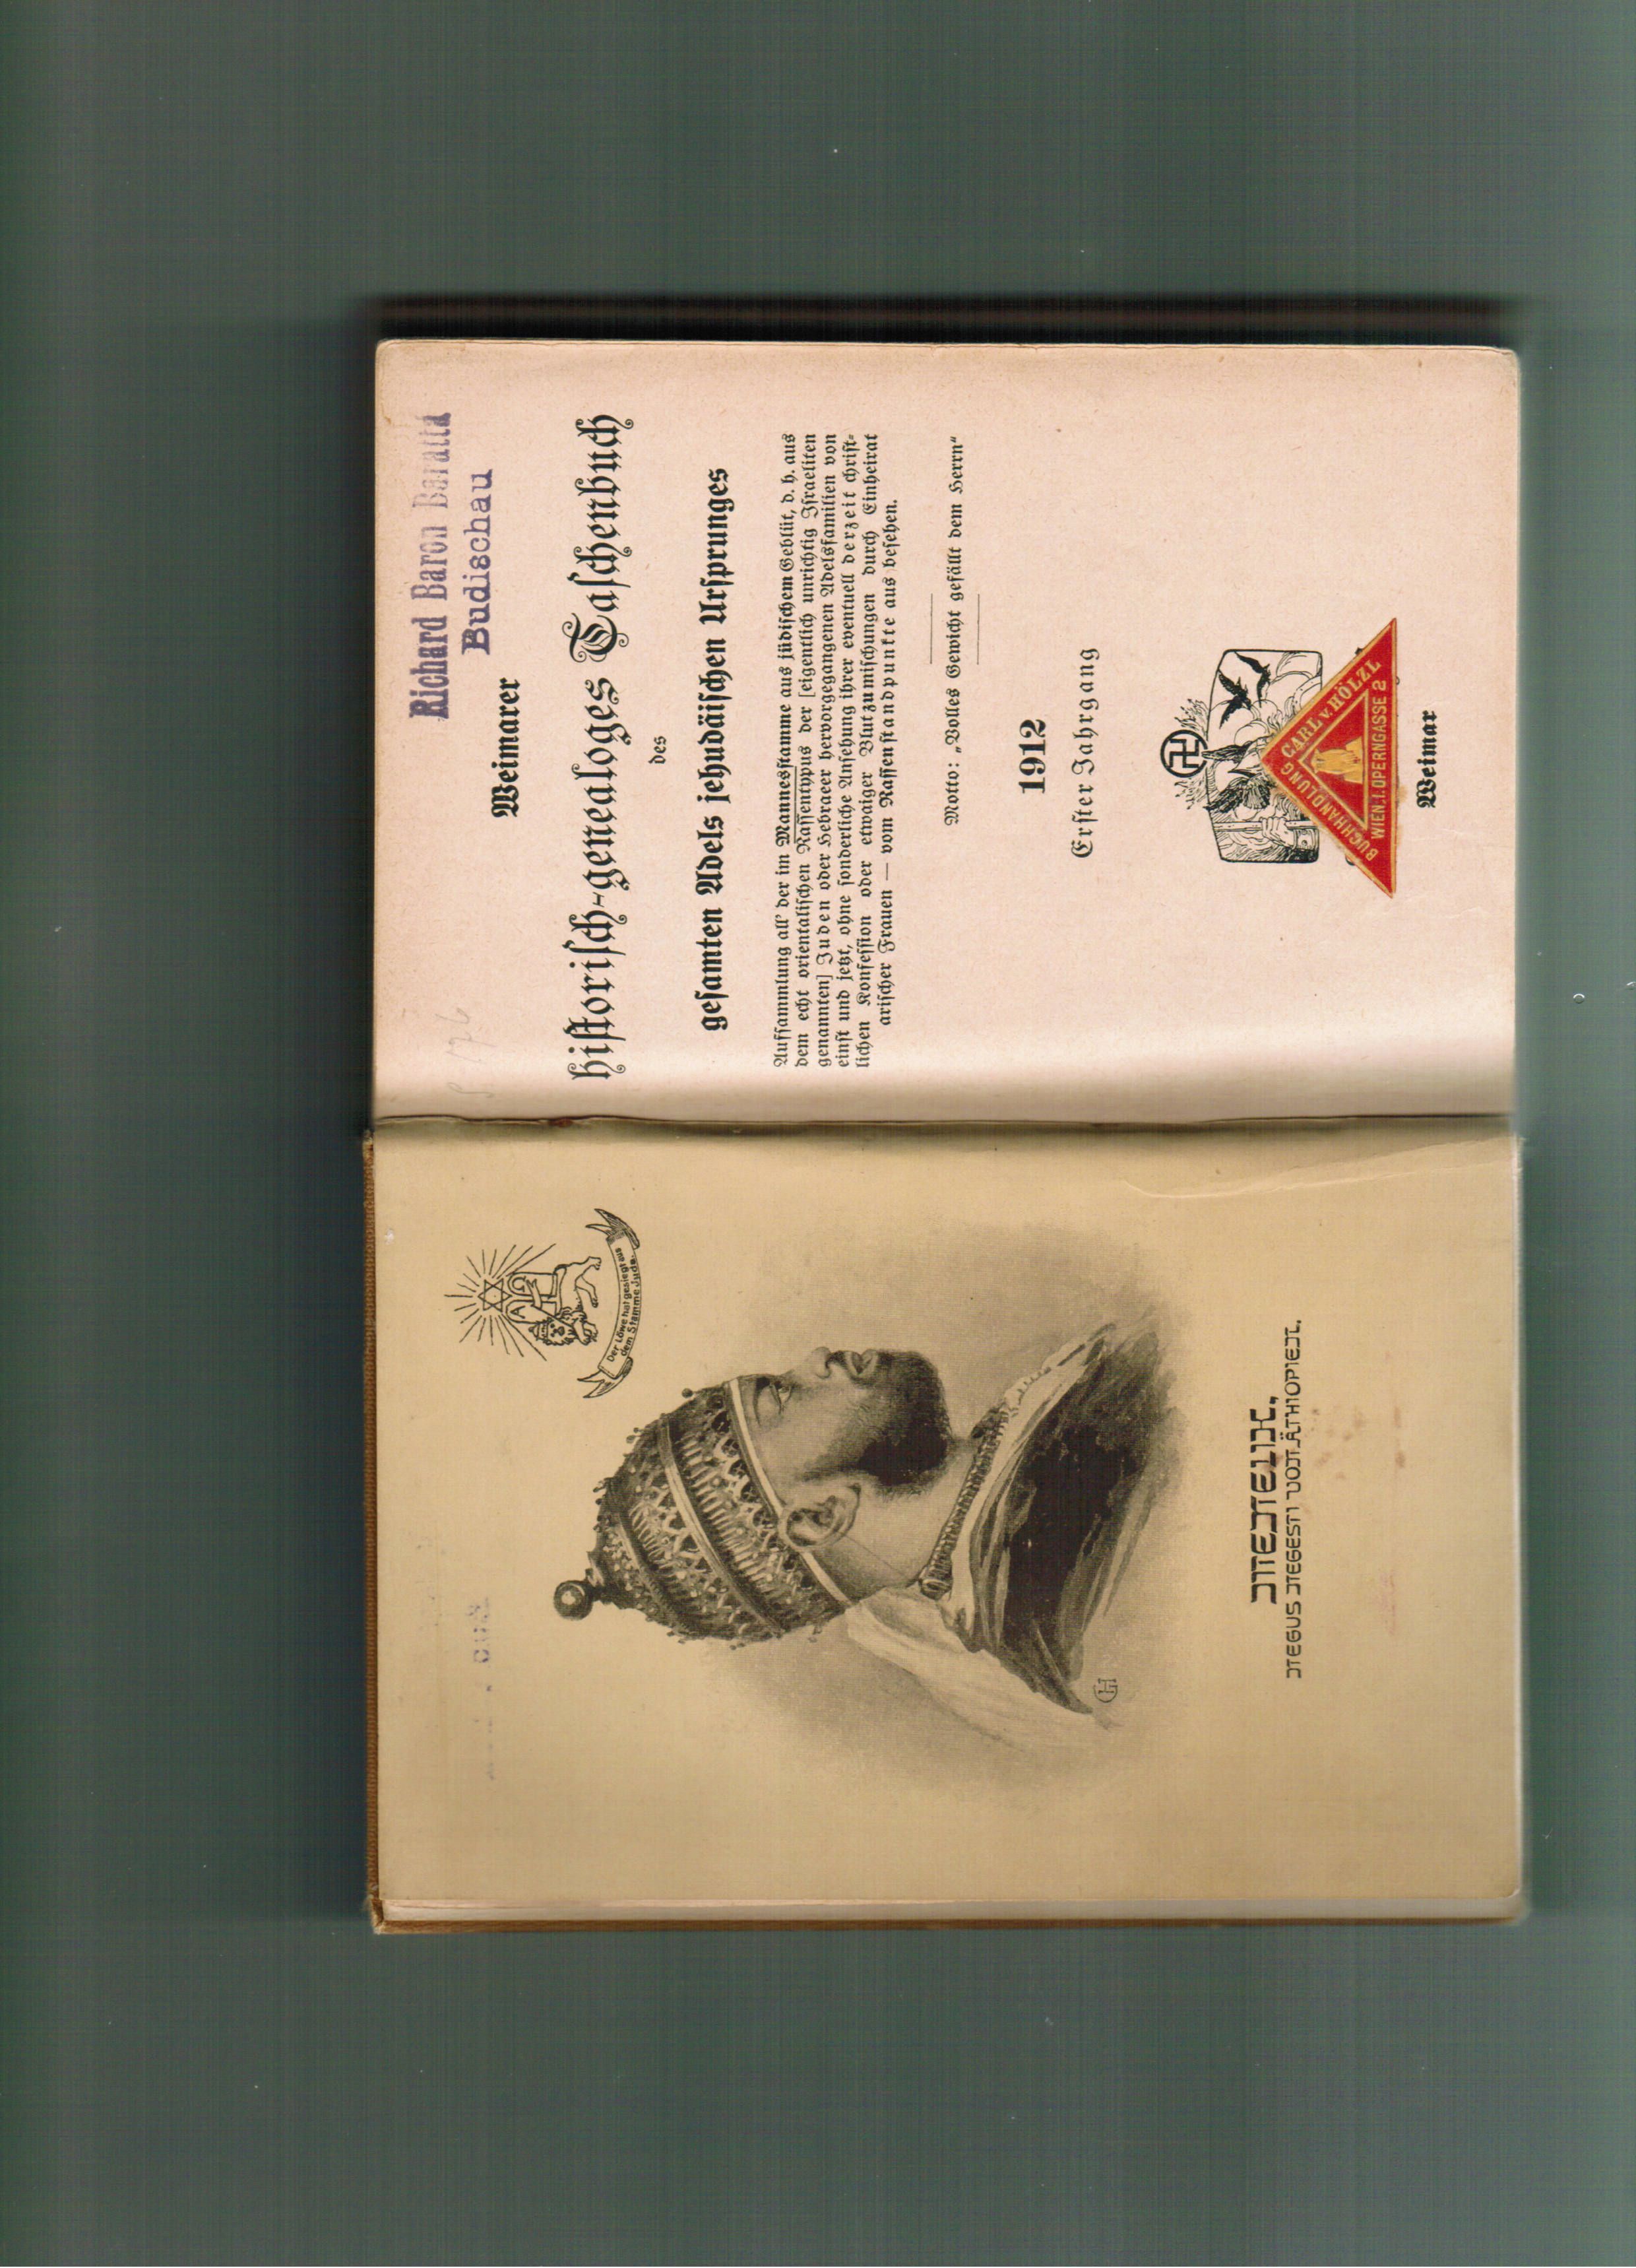 Der Löwe hat gesiegt aus
dem Stamme Juda.
GH
MENELIK,
NEGUS NEGESTI VON ÄTHIOPIEN.
Richard Baron Baratta
Budischau
Weimarer
historisch-genealoges Taschenbuch
des
gesamten Adels jehudäischen Ursprunges
Aufsammlung all' der im Mannesstamme aus jüdischem Geblüt, d. h. aus
dem echt orientalischen Rassentypus der [eigentlich unrichtig Israeliten
genannten] Juden oder Hebraeer hervorgegangenen Adelsfamilien von
einst und jetzt, ohne sonderliche Ansehung ihrer eventuell derzeit christ-
lichen Konfession oder etwaiger Blutzumischungen durch Einheirat
arischer Frauen — vom Rassenstandpunkte aus besehen.
Motto: „Volles Gewicht gefällt dem Herrn“
1912
Erster Jahrgang
BUCHHANDLUNG CARL v. HÖLZL
WIEN, I. OPERNGASSE 2
Weimar